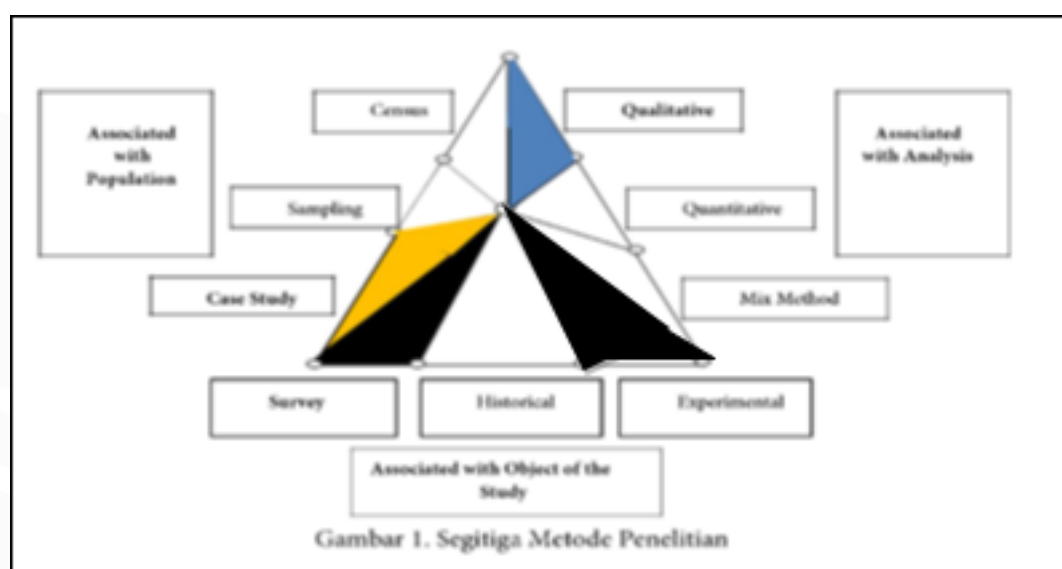 Census
Qualitative
Associated
with
Population
Associated
with Analysis
Sampling
Quantitative
Case Study
Mix Method
Survey
Historical
Experimental
Associated with Object of the
Study
Gambar 1. Segitiga Metode Penelitian